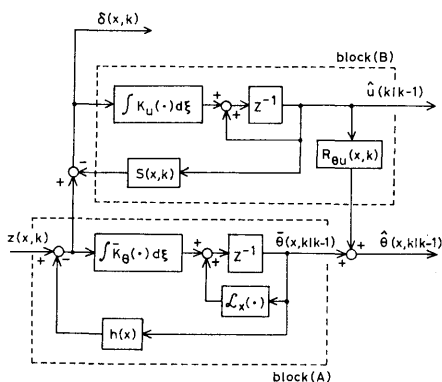 δ(x,k)
block(B)
∫ K_u(·)dξ
+
+
z⁻¹
û(k|k-1)
S(x,k)
R_θu(x,k)
-
+
z(x,k)
+
-
∫ K̄_θ(·)dξ
+
+
z⁻¹
θ̄(x,k|k-1)
+
+
θ̂(x,k|k-1)
ℒ_x(·)
h(x)
block(A)